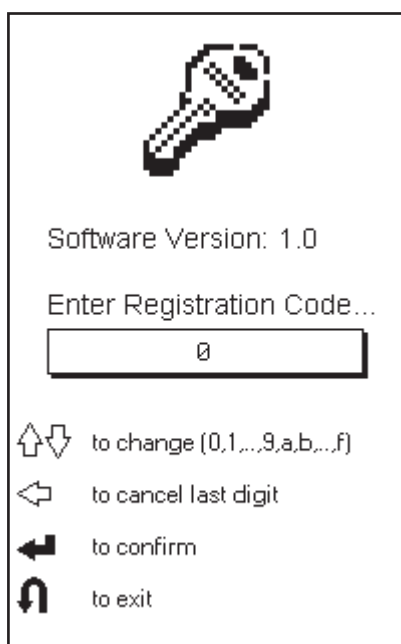 Software Version: 1.0
Enter Registration Code...
0
to change (0,1,...,9,a,b,...,f)
to cancel last digit
to confirm
to exit